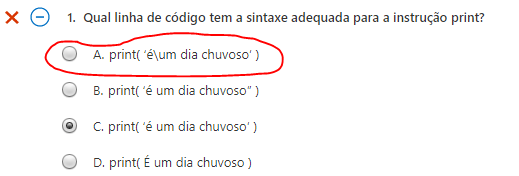 1. Qual linha de código tem a sintaxe adequada para a instrução print?
A. print( ‘é\um dia chuvoso’ )
B. print( ‘é um dia chuvoso” )
C. print( ‘é um dia chuvoso’ )
D. print( É um dia chuvoso )